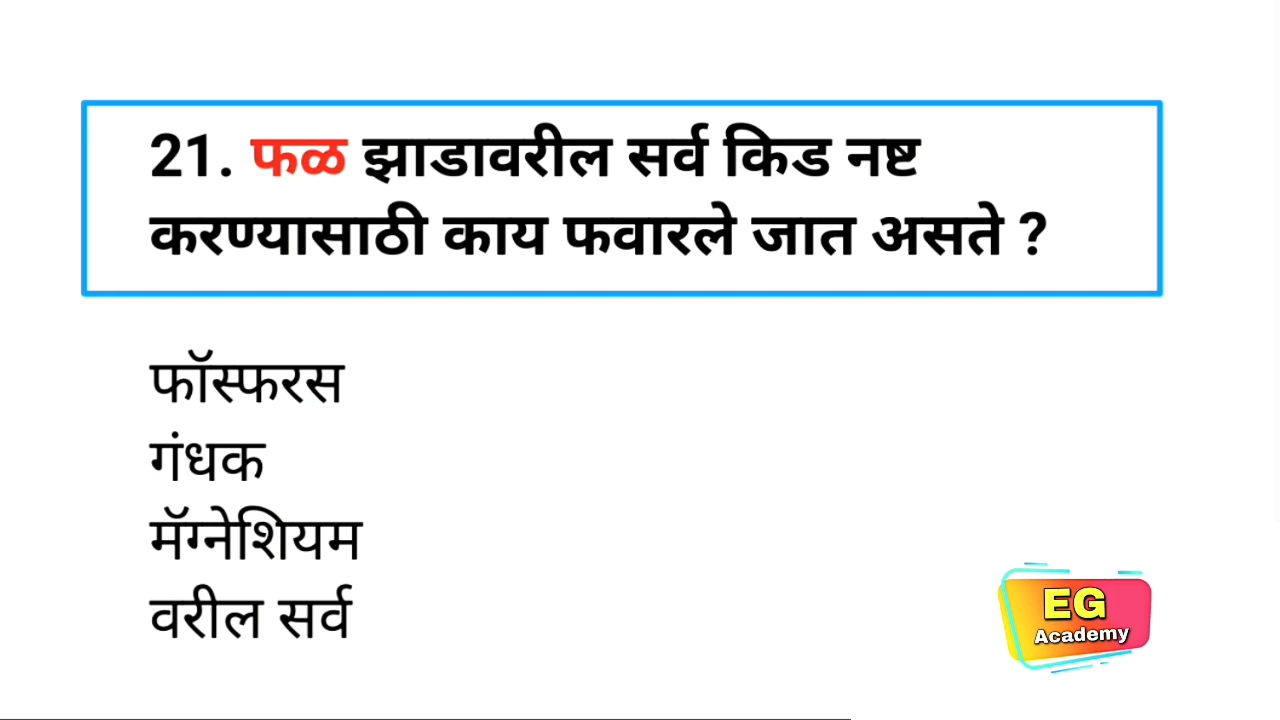 21. फळ झाडावरील सर्व किड नष्ट
करण्यासाठी काय फवारले जात असते ?
फॉस्फरस
गंधक
मॅग्नेशियम
वरील सर्व
EG
Academy